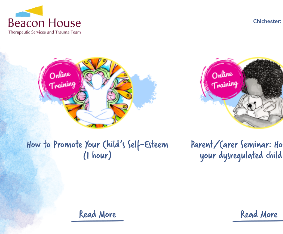 Beacon House
Therapeutic Services and Trauma Team
Chichester:
Online
Training
Online
Training
How to Promote Your Child's Self-Esteem
(1 hour)
Parent/Carer Seminar: Ho
your dysregulated child
Read More
Read More